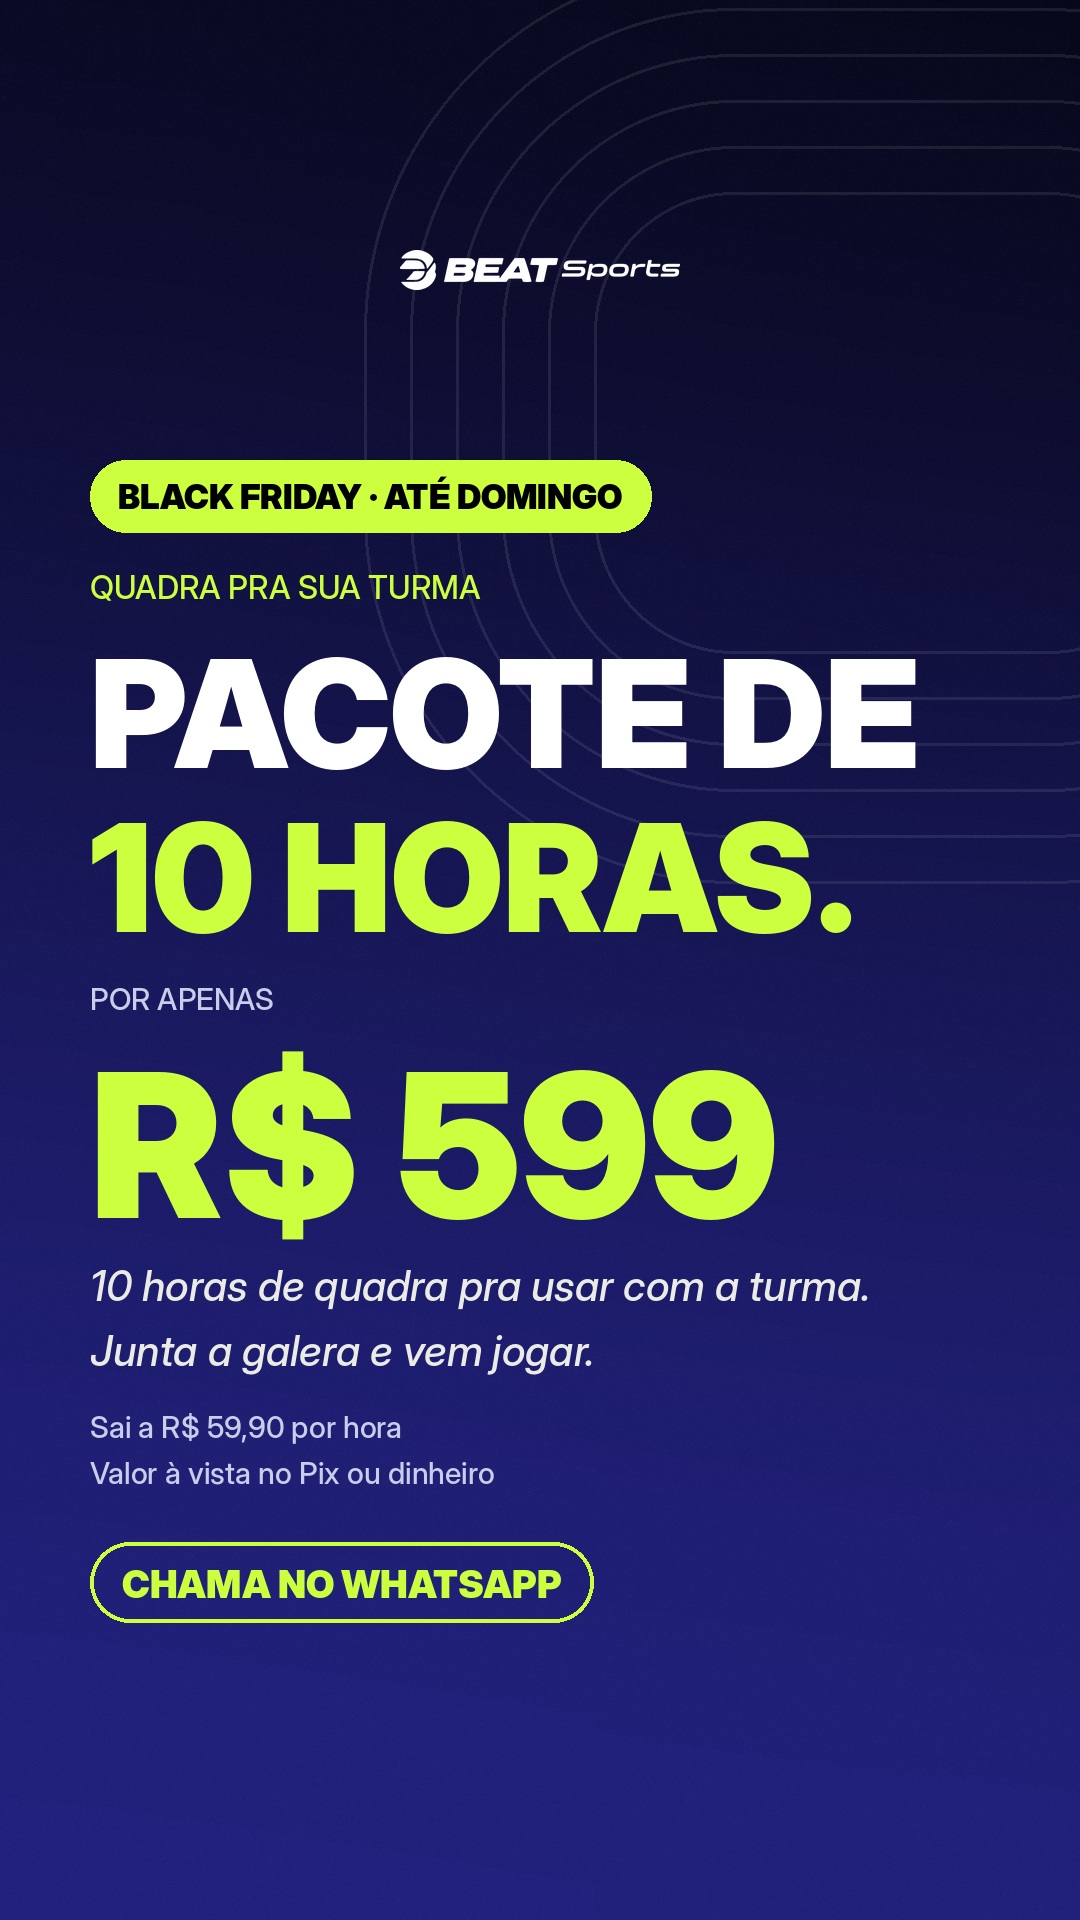 BEAT Sports
BLACK FRIDAY · ATÉ DOMINGO
QUADRA PRA SUA TURMA
PACOTE DE
10 HORAS.
POR APENAS
R$ 599
10 horas de quadra pra usar com a turma.
Junta a galera e vem jogar.
Sai a R$ 59,90 por hora
Valor à vista no Pix ou dinheiro
CHAMA NO WHATSAPP